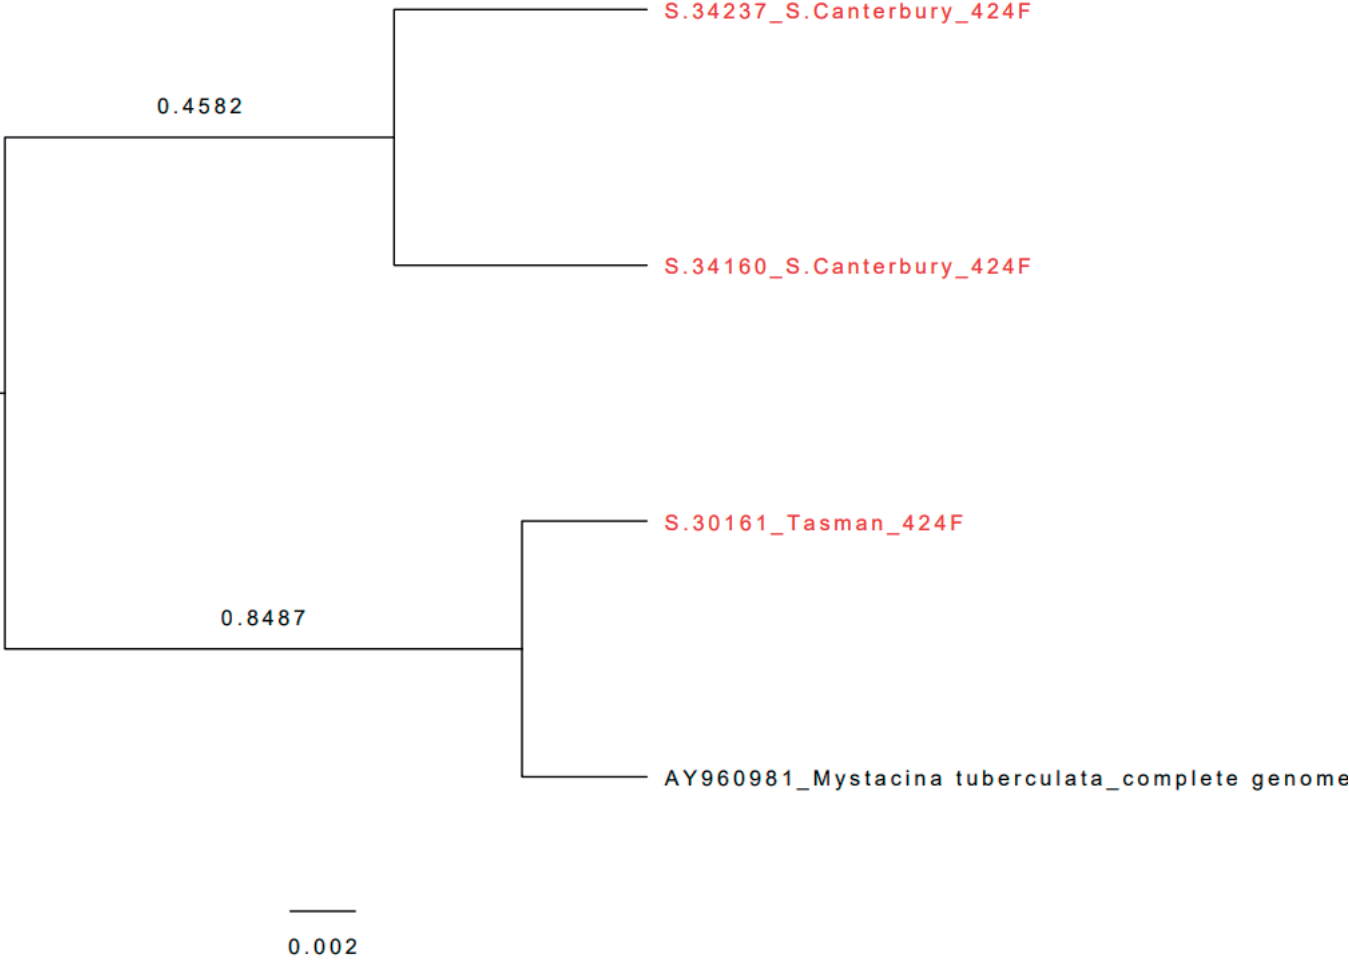 S.34237_S.Canterbury_424F
0.4582
S.34160_S.Canterbury_424F
S.30161_Tasman_424F
0.8487
AY960981_Mystacina tuberculata_complete genome
0.002